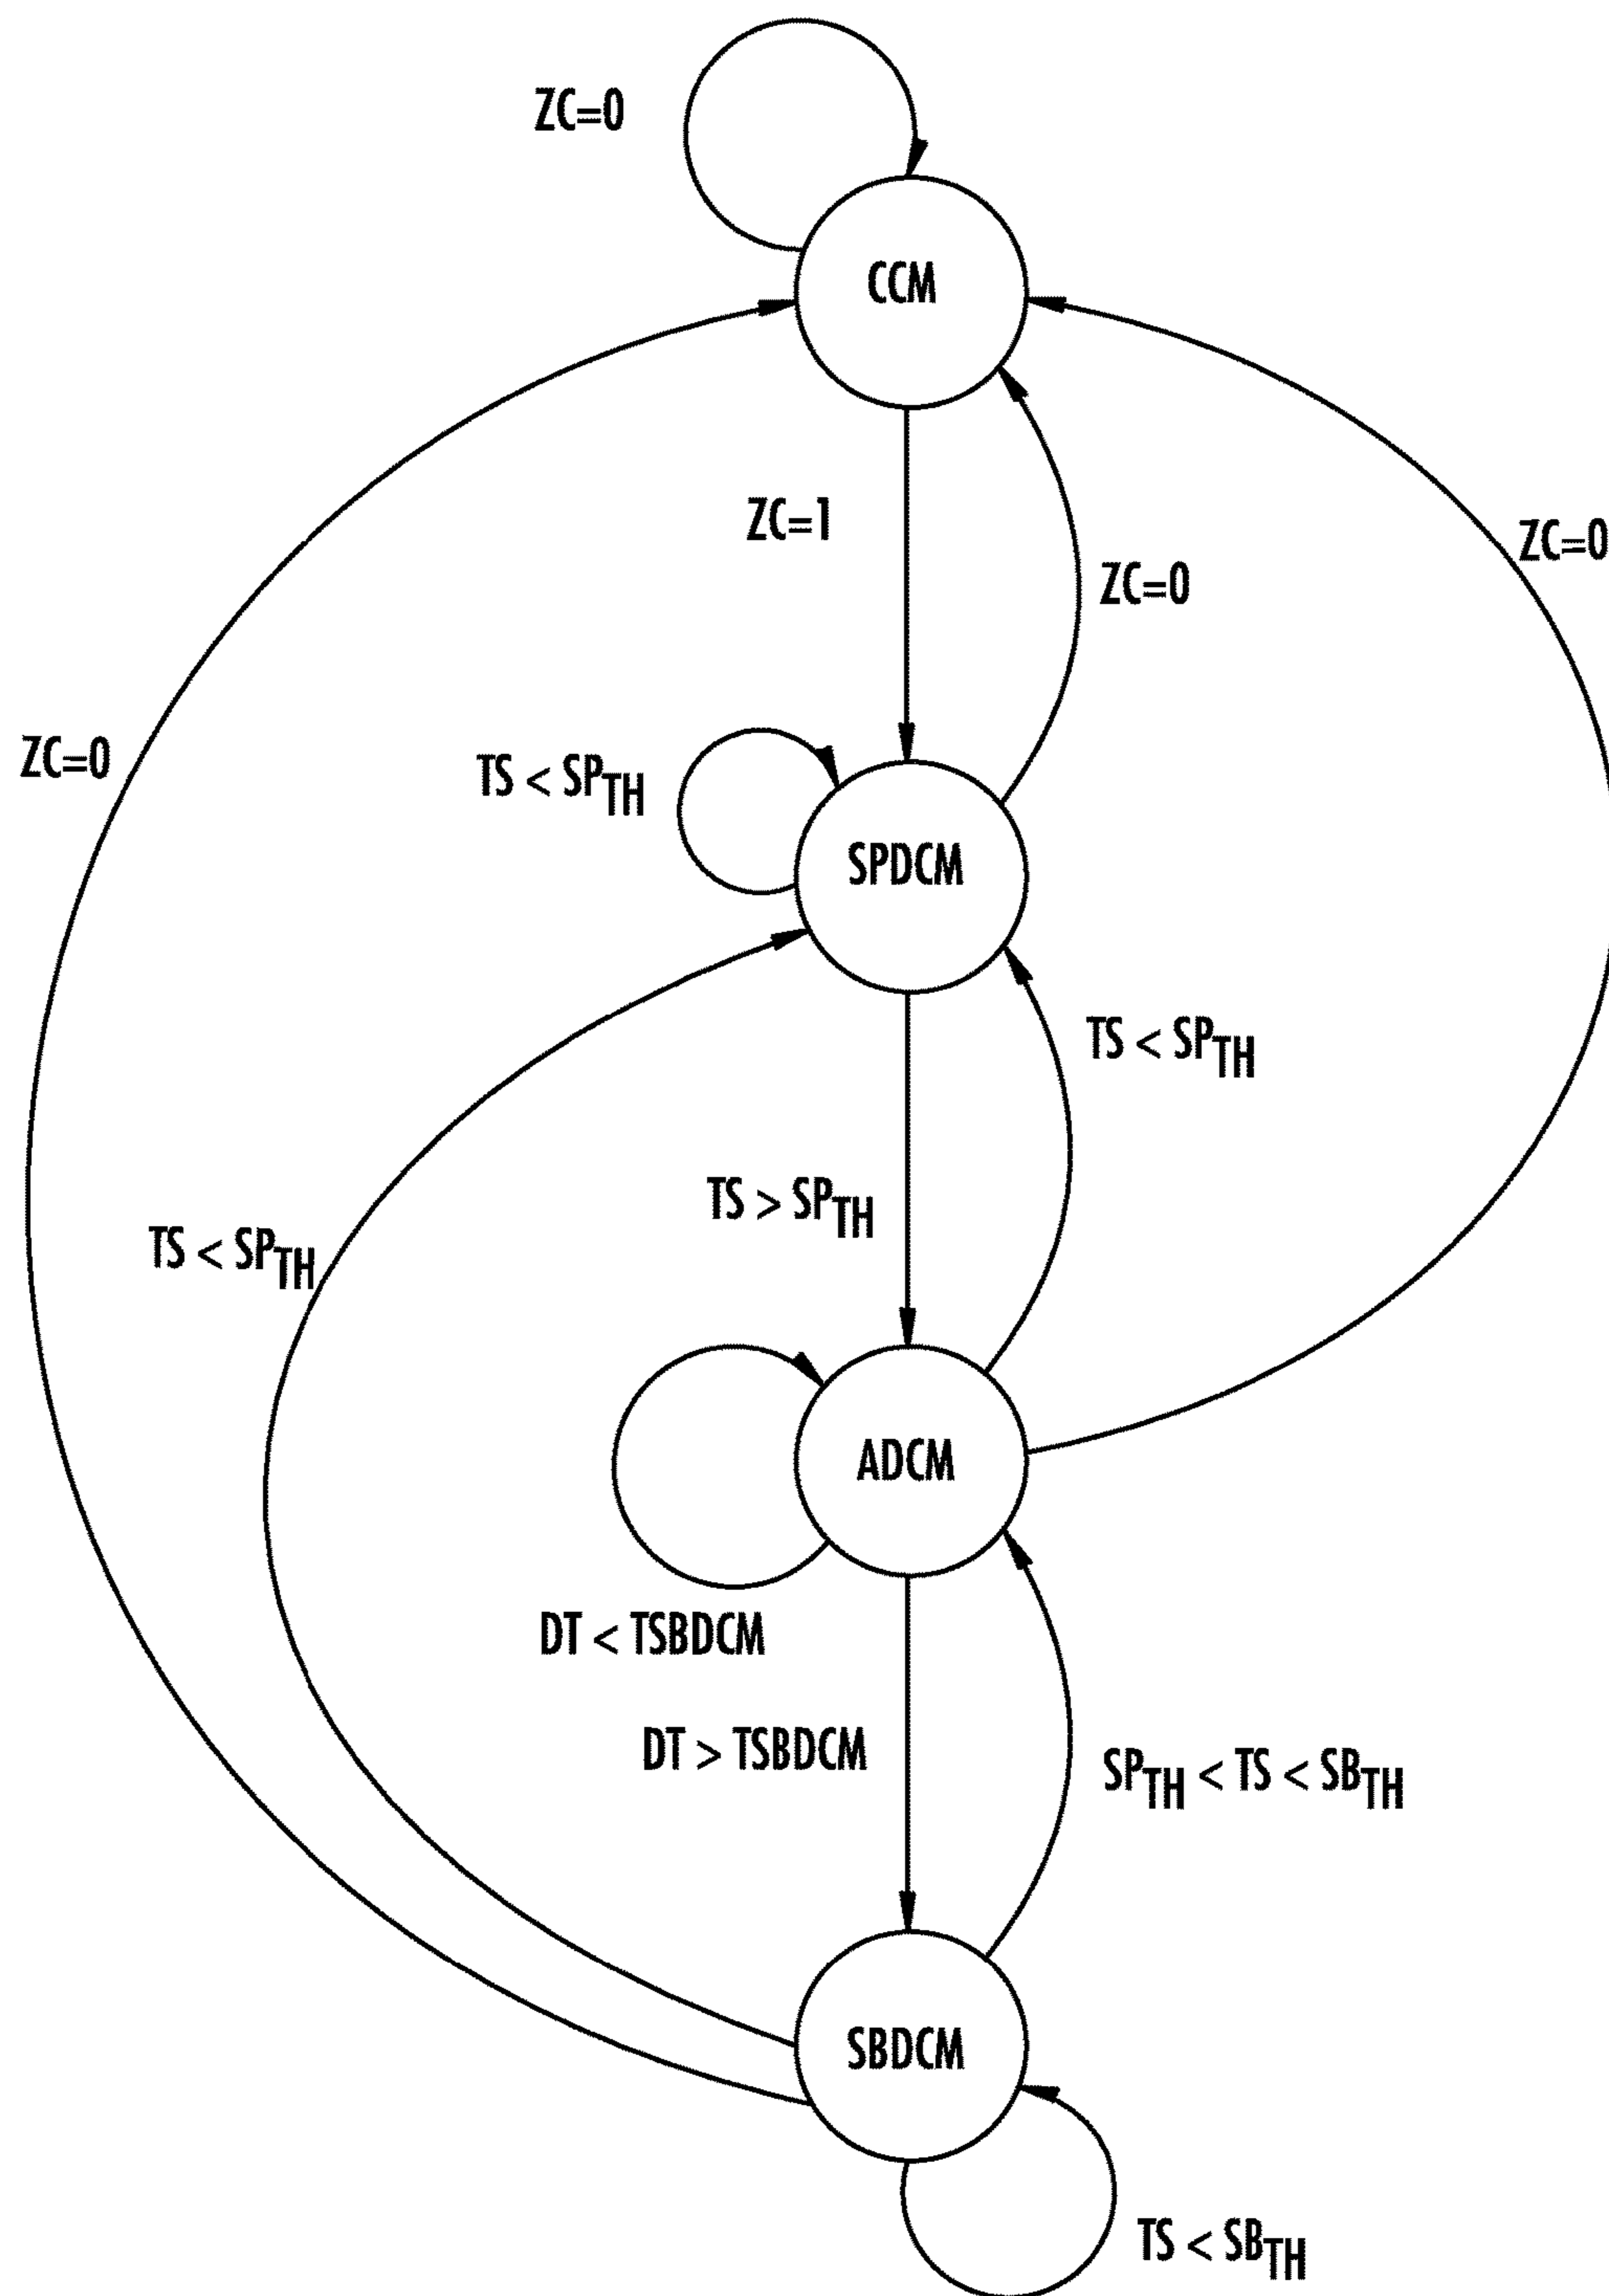 ZC=0
CCM
ZC=1
ZC=0
ZC=0
ZC=0
TS < SPTH
SPDCM
TS < SPTH
TS > SPTH
TS < SPTH
ADCM
DT < TSBDCM
DT > TSBDCM
SPTH < TS < SBTH
SBDCM
TS < SBTH